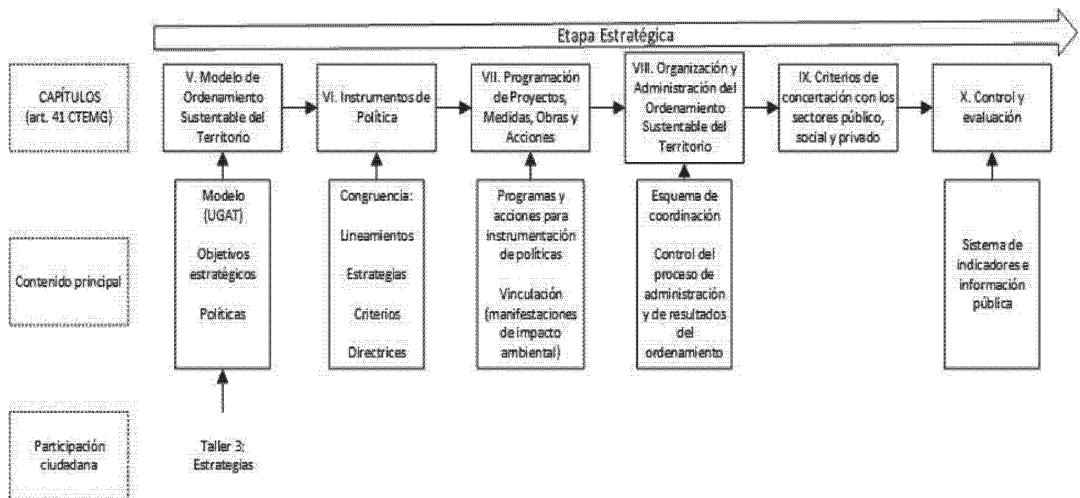 Etapa Estratégica
CAPÍTULOS
(art. 41 CTEMG)
V. Modelo de
Ordenamiento
Sustentable del
Territorio
VI. Instrumentos de
Política
VII. Programación
de Proyectos,
Medidas, Obras y
Acciones
VIII. Organización y
Administración del
Ordenamiento
Sustentable del
Territorio
IX. Criterios de
concertación con los
sectores público,
social y privado
X. Control y
evaluación
Contenido principal
Modelo
(UGAT)
Objetivos
estratégicos
Políticas
Congruencia:
Lineamientos
Estrategias
Criterios
Directrices
Programas y
acciones para
instrumentación
de políticas
Vinculación
(manifestaciones
de impacto
ambiental)
Esquema de
coordinación
Control del
proceso de
administración
y de resultados
del
ordenamiento
Sistema de
indicadores e
información
pública
Participación
ciudadana
Taller 3:
Estrategias